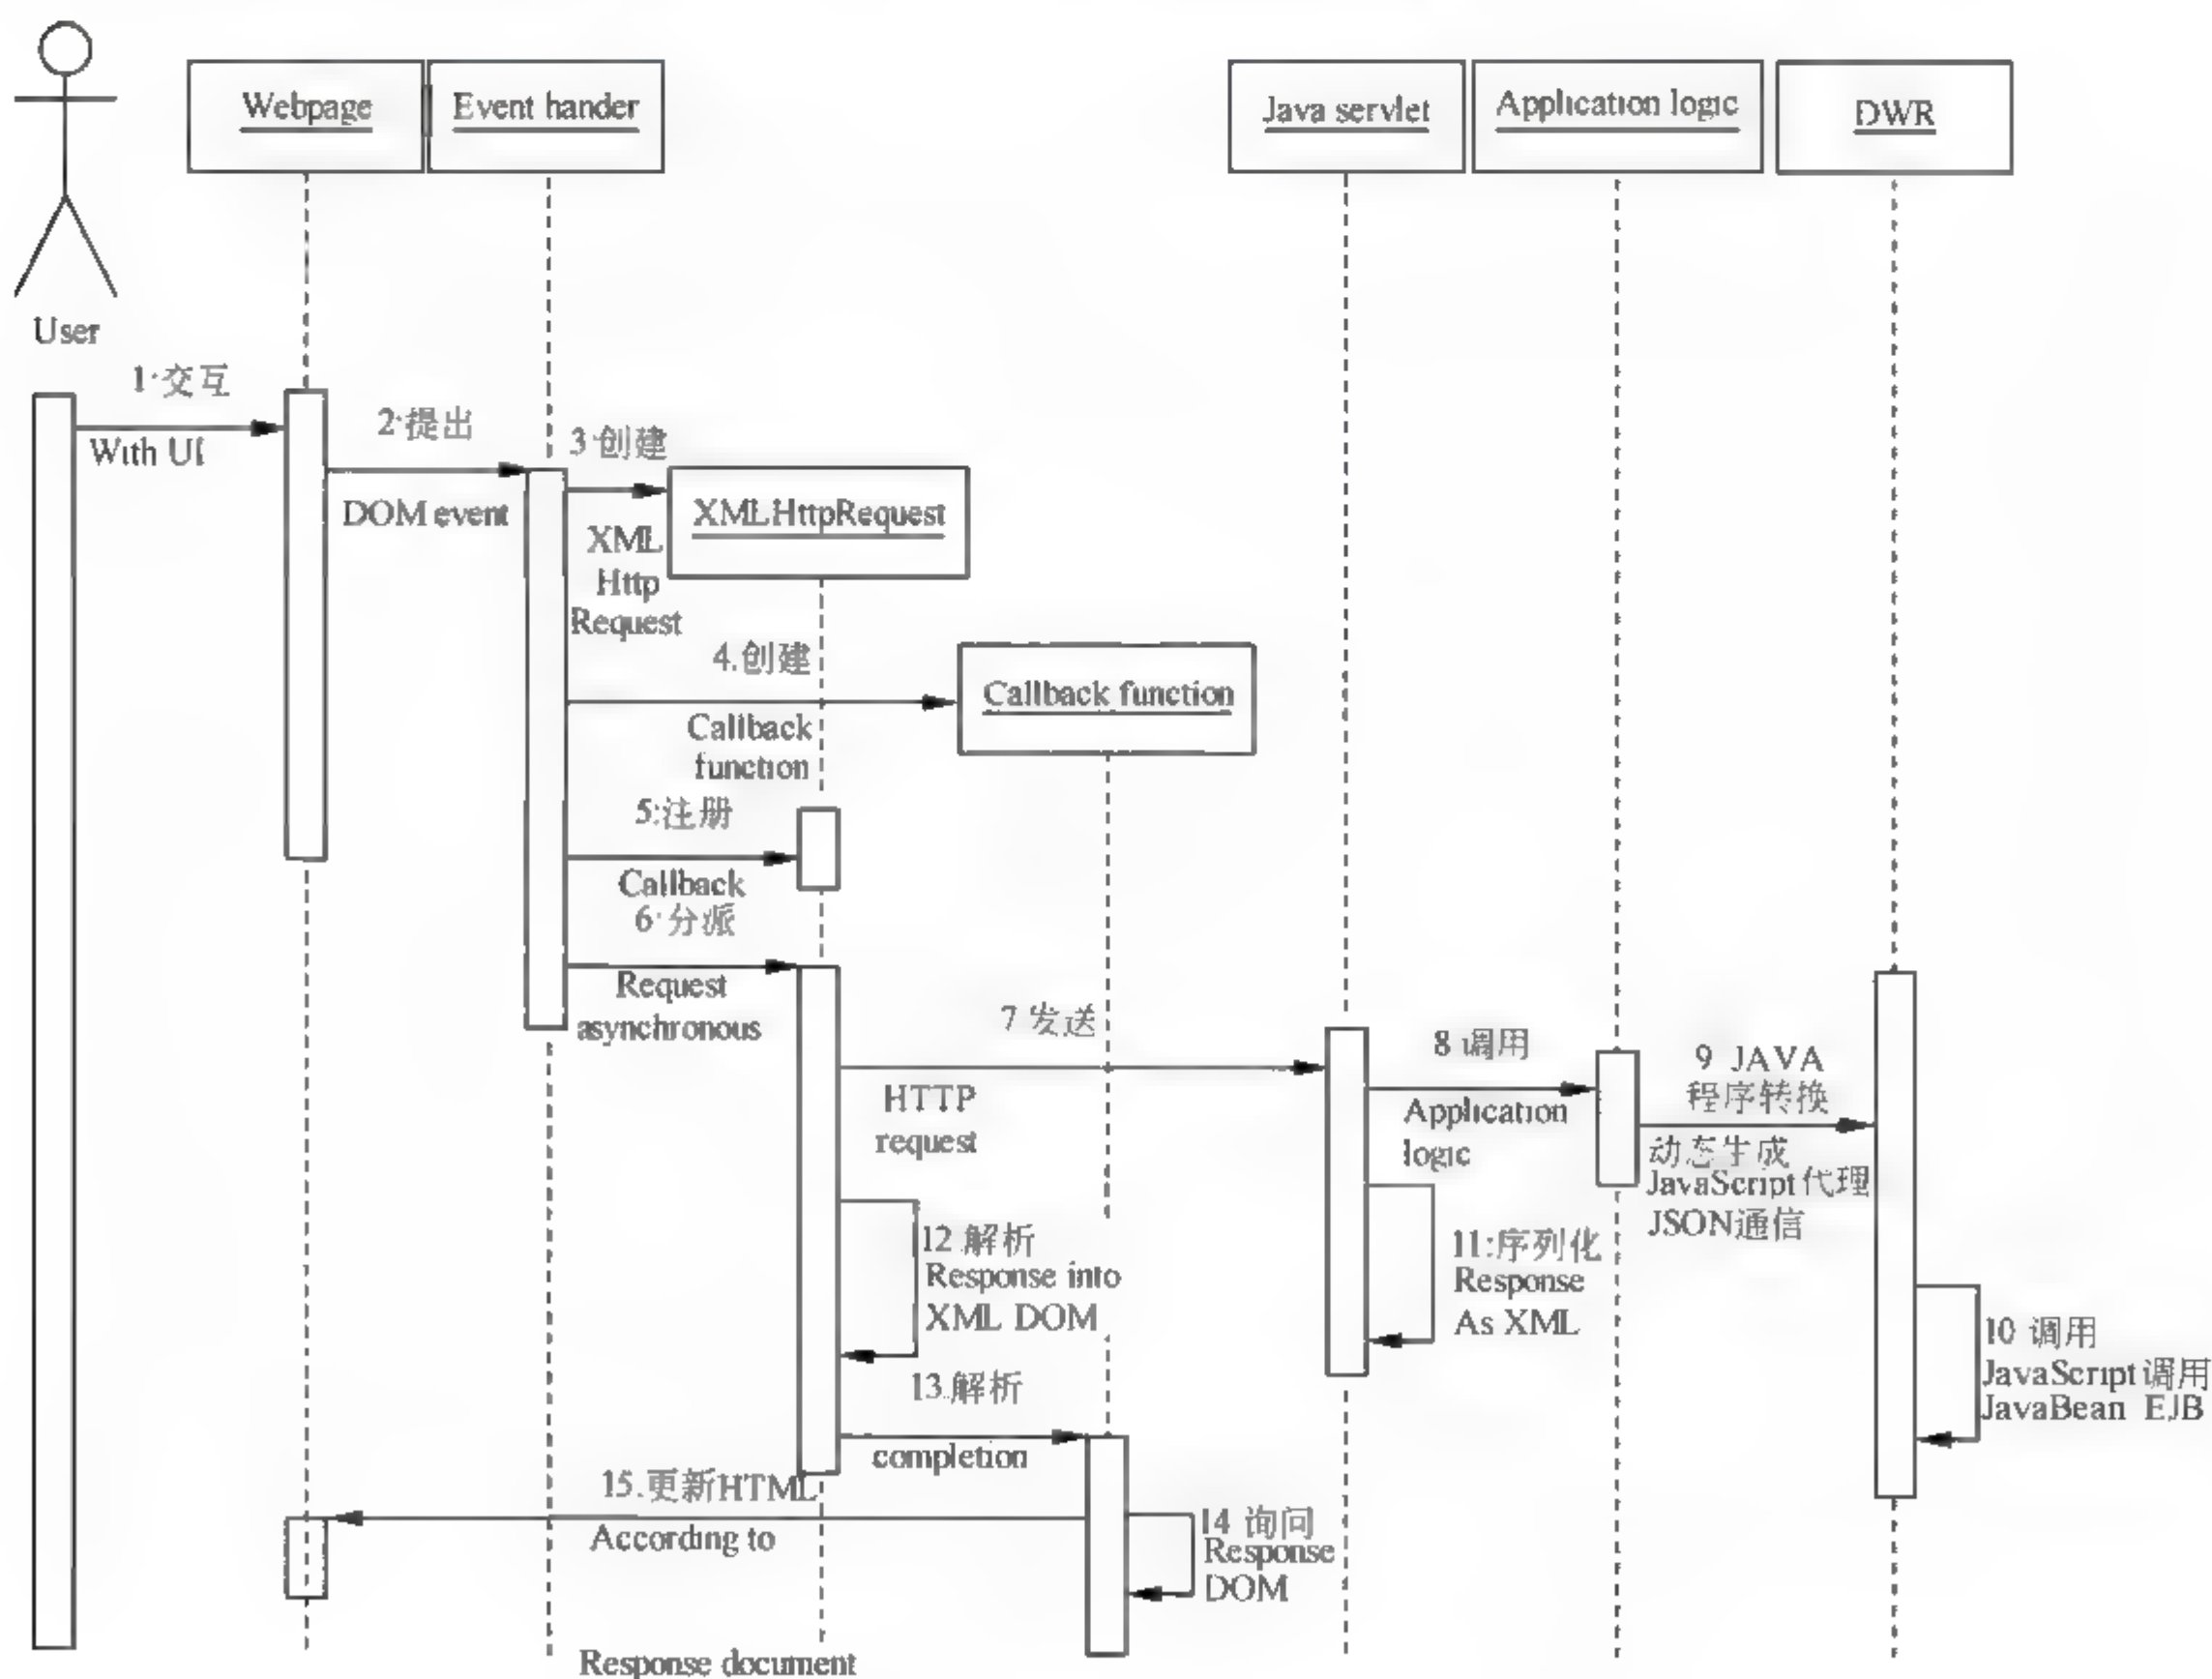 Webpage
Event hander
Java servlet
Application logic
DWR
User
1:交互
With UI
2:提出
DOM event
3 创建
XML
Http
Request
XMLHttpRequest
4.创建
Callback
function
Callback function
5:注册
Callback
6:分派
Request
asynchronous
7 发送
HTTP
request
8 调用
Application
logic
9 JAVA
程序转换
动态生成
JavaScript代理
JSON通信
10 调用
JavaScript调用
JavaBean EJB
11:序列化
Response
As XML
12 解析
Response into
XML DOM
13.解析
completion
14 询问
Response
DOM
15.更新HTML
According to
Response document